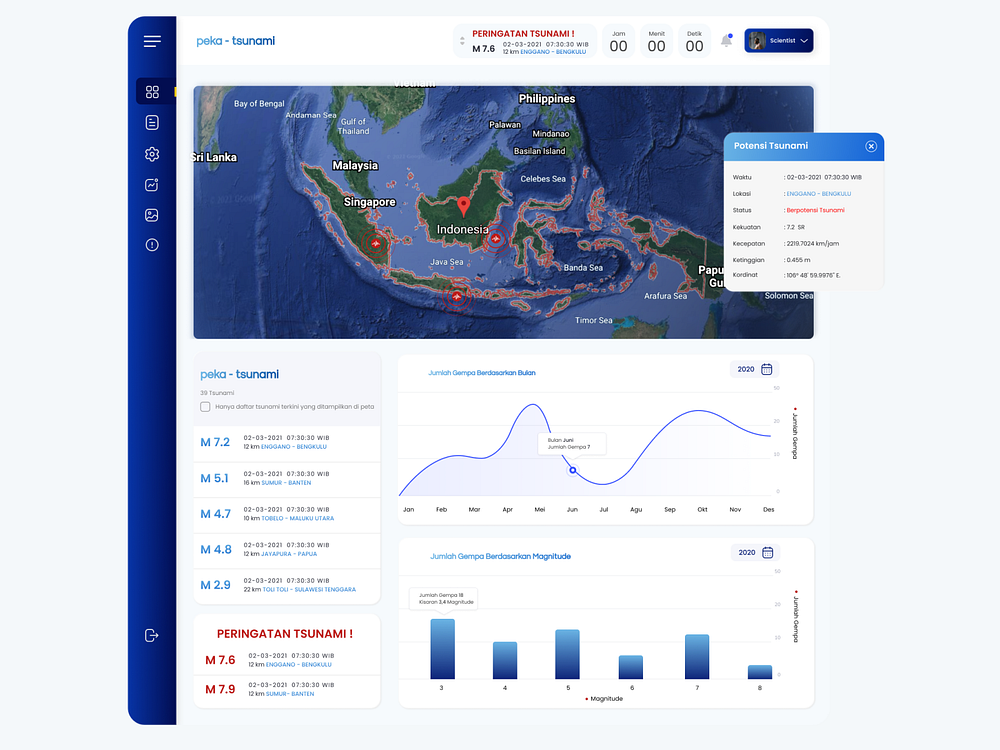 peka - tsunami
PERINGATAN TSUNAMI !
M 7.6
02-03-2021 07:30:30 WIB
12 km ENGGANO - BENGKULU
Jam
00
Menit
00
Detik
00
Scientist
Philippines
Bay of Bengal
Andaman Sea
Gulf of
Thailand
Palawan
Mindanao
Basilan Island
Sri Lanka
Malaysia
Celebes Sea
Singapore
Indonesia
Java Sea
Banda Sea
Papu
Gu
Arafura Sea
Solomon Sea
Timor Sea
Potensi Tsunami
Waktu : 02-03-2021 07:30:30 WIB
Lokasi : ENGGANO - BENGKULU
Status : Berpotensi Tsunami
Kekuatan : 7.2 SR
Kecepatan : 2219.7024 km/jam
Ketinggian : 0.455 m
Kordinat : 106° 48' 59.9976" E.
peka - tsunami
39 Tsunami
Hanya daftar tsunami terkini yang ditampilkan di peta
M 7.2
02-03-2021 07:30:30 WIB
12 km ENGGANO - BENGKULU
M 5.1
02-03-2021 07:30:30 WIB
16 km SUMUR - BANTEN
M 4.7
02-03-2021 07:30:30 WIB
10 km TOBELO - MALUKU UTARA
M 4.8
02-03-2021 07:30:30 WIB
12 km JAYAPURA - PAPUA
M 2.9
02-03-2021 07:30:30 WIB
22 km TOLI TOLI - SULAWESI TENGGARA
PERINGATAN TSUNAMI !
M 7.6
02-03-2021 07:30:30 WIB
12 km ENGGANO - BENGKULU
M 7.9
02-03-2021 07:30:30 WIB
12 km SUMUR- BANTEN
Jumlah Gempa Berdasarkan Bulan
2020
50
20
10
0
Jumlah Gempa
Bulan Juni
Jumlah Gempa 7
Jan Feb Mar Apr Mei Jun Jul Agu Sep Okt Nov Des
Jumlah Gempa Berdasarkan Magnitude
2020
50
20
10
0
Jumlah Gempa
Jumlah Gempa 18
Kisaran 3,4 Magnitude
3 4 5 6 7 8
Magnitude